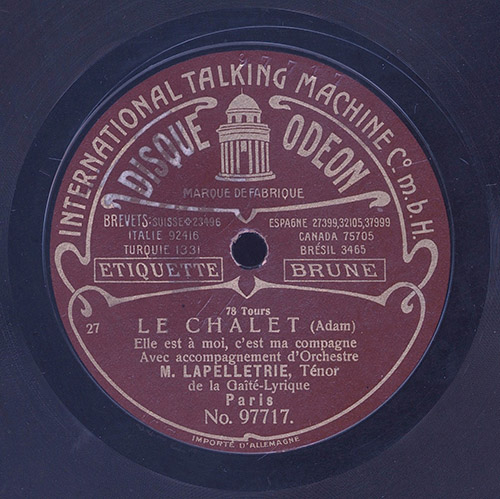 INTERNATIONAL TALKING MACHINE Co. m.b.H.
DISQUE ODEON
MARQUE DE FABRIQUE
BREVETS: SUISSE 23496
ITALIE 92416
TURQUIE 1331
ESPAGNE 27399,32105,37999
CANADA 75705
BRÉSIL 3465
ETIQUETTE BRUNE
78 Tours
27
LE CHALET (Adam)
Elle est à moi, c'est ma compagne
Avec accompagnement d'Orchestre
M. LAPELLETRIE, Ténor
de la Gaîté-Lyrique
Paris
No. 97717.
IMPORTÉ D'ALLEMAGNE